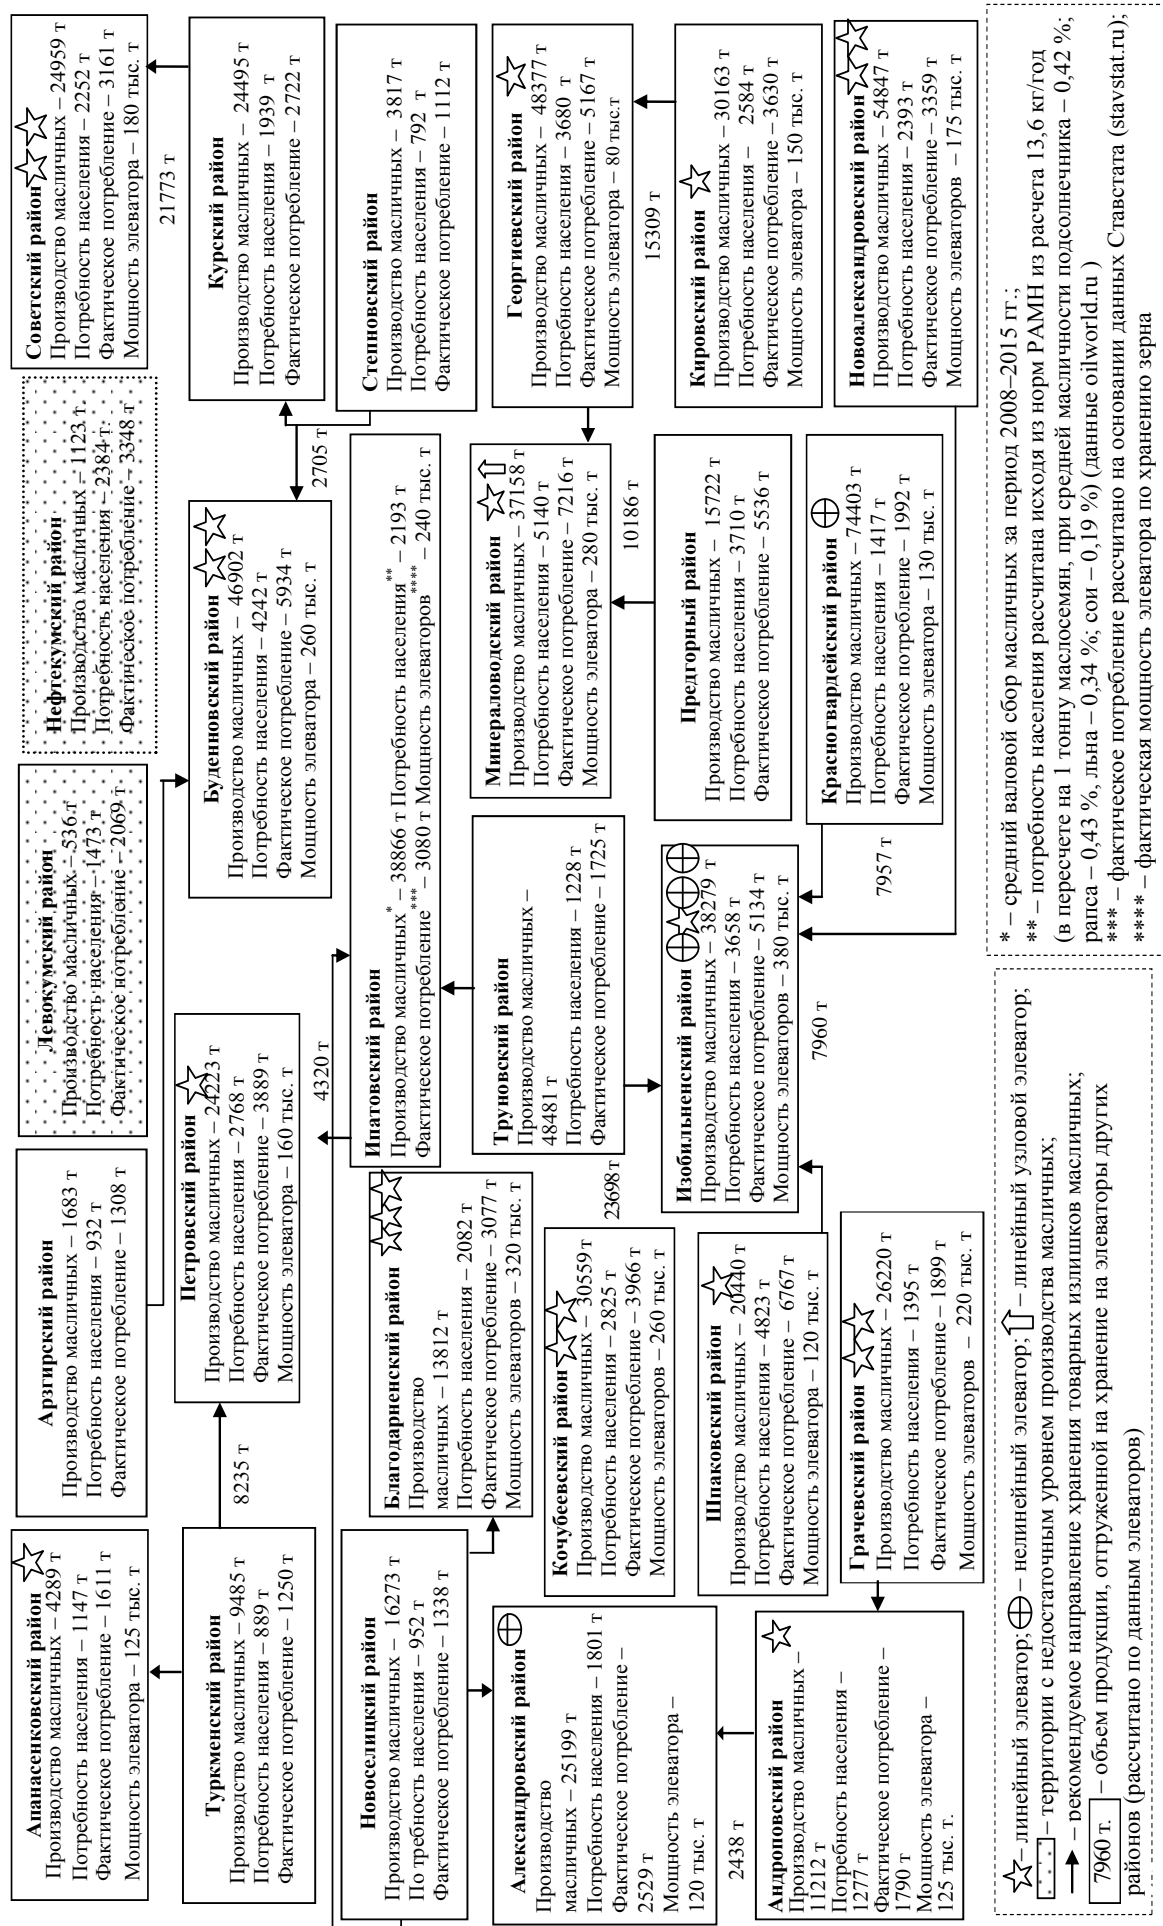 Апанасенковский район
Производство масличных – 4289 т
Потребность населения – 1147 т
Фактическое потребление – 1611 т
Мощность элеватора – 125 тыс. т
Арзгирский район
Производство масличных – 1683 т
Потребность населения – 932 т
Фактическое потребление – 1308 т
Левокумский район
Производство масличных – 536 т
Потребность населения – 1473 т
Фактическое потребление – 2069 т
Нефтекумский район
Производство масличных – 1123 т
Потребность населения – 2384 т
Фактическое потребление – 3348 т
Советский район
Производство масличных – 24959 т
Потребность населения – 2252 т
Фактическое потребление – 3161 т
Мощность элеватора – 180 тыс. т
21773 т
Туркменский район
Производство масличных – 9485 т
Потребность населения – 889 т
Фактическое потребление – 1250 т
8235 т
Петровский район
Производство масличных – 24223 т
Потребность населения – 2768 т
Фактическое потребление – 3889 т
Мощность элеватора – 160 тыс. т
Буденновский район
Производство масличных – 46902 т
Потребность населения – 4242 т
Фактическое потребление – 5934 т
Мощность элеватора – 260 тыс. т
2705 т
Курский район
Производство масличных – 24495 т
Потребность населения – 1939 т
Фактическое потребление – 2722 т
4320 т
Новоселицкий район
Производство масличных – 16273 т
По требность населения – 952 т
Фактическое потребление – 1338 т
Благодарненский район
Производство
масличных – 13812 т
Потребность населения – 2082 т
Фактическое потребление – 3077 т
Мощность элеваторов – 320 тыс. т
Ипатовский район
Производство масличных* – 38866 т Потребность населения** – 2193 т
Фактическое потребление*** – 3080 т Мощность элеваторов**** – 240 тыс. т
Степновский район
Производство масличных – 3817 т
Потребность населения – 792 т
Фактическое потребление – 1112 т
Александровский район
Производство
масличных – 25199 т
Потребность населения – 1801 т
Фактическое потребление –
2529 т
Мощность элеватора –
120 тыс. т
2438 т
Кочубеевский район
Производство масличных – 30559 т
Потребность населения – 2825 т
Фактическое потребление – 3966 т
Мощность элеваторов – 260 тыс. т
23698 т
Труновский район
Производство масличных –
48481 т
Потребность населения – 1228 т
Фактическое потребление – 1725 т
Минераловодский район
Производство масличных – 37158 т
Потребность населения – 5140 т
Фактическое потребление – 7216 т
Мощность элеваторов – 280 тыс. т
10186 т
Георгиевский район
Производство масличных – 48377 т
Потребность населения – 3680 т
Фактическое потребление – 5167 т
Мощность элеватора – 80 тыс.т
15309 т
Шпаковский район
Производство масличных – 20440 т
Потребность населения – 4823 т
Фактическое потребление – 6767 т
Мощность элеватора – 120 тыс. т
Изобильненский район
Производство масличных – 38279 т
Потребность населения – 3658 т
Фактическо потребление – 5134 т
Мощность элеваторов – 380 тыс. т
7960 т
7957 т
Предгорный район
Производство масличных – 15722 т
Потребность населения – 3710 т
Фактическое потребление – 5536 т
Кировский район
Производство масличных – 30163 т
Потребность населения – 2584 т
Фактическое потребление – 3630 т
Мощность элеватора – 150 тыс. т
Андроповский район
Производство масличных –
11212 т
Потребность населения –
1277 т
Фактическое потребление –
1790 т
Мощность элеватора –
125 тыс. т.
Грачевский район
Производство масличных – 26220 т
Потребность населения – 1395 т
Фактическое потребление – 1899 т
Мощность элеваторов – 220 тыс. т
Красногвардейский район
Производство масличных – 74403 т
Потребность населения – 1417 т
Фактическое потребление – 1992 т
Мощность элеватора – 130 тыс. т
Новоалександровский район
Производство масличных – 54847 т
Потребность населения – 2393 т
Фактическое потребление – 3359 т
Мощность элеваторов – 175 тыс. т
– линейный элеватор; – нелинейный элеватор; – линейный узловой элеватор;
– территории с недостаточным уровнем производства масличных;
– рекомендуемое направление хранения товарных излишков масличных;
7960 т. – объем продукции, отгруженной на хранение на элеваторы других
районов (рассчитано по данным элеваторов)
* – средний валовой сбор масличных за период 2008–2015 гг.;
** – потребность населения рассчитана исходя из норм РАМН из расчета 13,6 кг/год
(в пересчете на 1 тонну маслосемян, при средней масличности подсолнечника – 0,42 %;
рапса – 0,43 %, льна – 0,34 %; сои – 0,19 %) (данные oilworld.ru )
*** – фактическое потребление рассчитано на основании данных Ставстата (stavstat.ru);
**** – фактическая мощность элеватора по хранению зерна